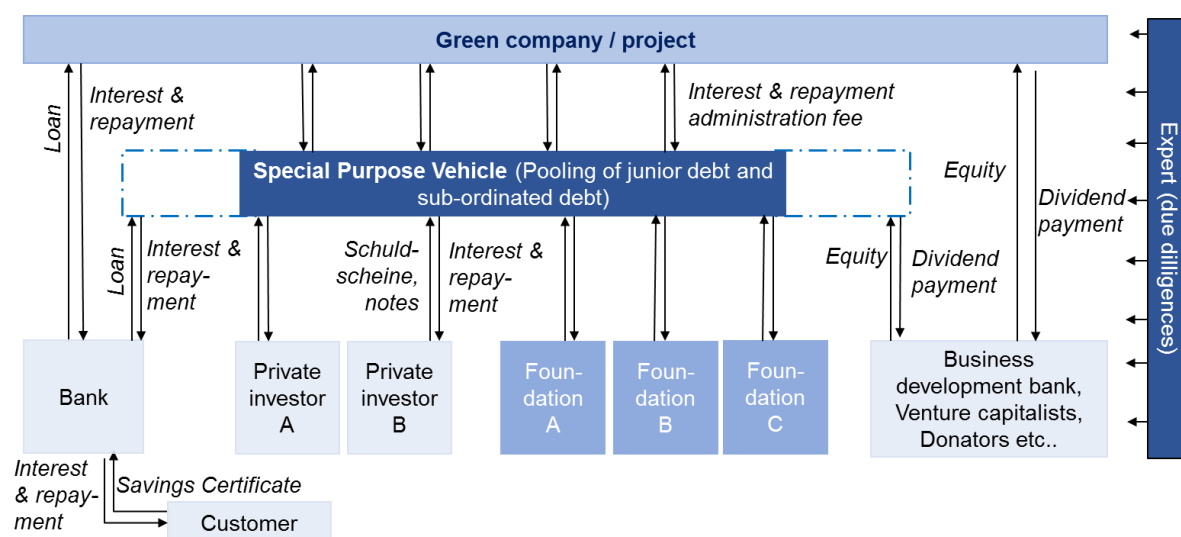 Green company / project
Loan
Interest &
repayment
Interest & repayment
administration fee
Special Purpose Vehicle (Pooling of junior debt and
sub-ordinated debt)
Equity
Dividend
payment
Expert (due dilligences)
Loan
Interest &
repay-
ment
Schuld-
scheine,
notes
Interest &
repay-
ment
Equity
Dividend
payment
Bank
Private
investor
A
Private
investor
B
Foun-
dation
A
Foun-
dation
B
Foun-
dation
C
Business
development bank,
Venture capitalists,
Donators etc..
Interest
& repay-
ment
Savings Certificate
Customer